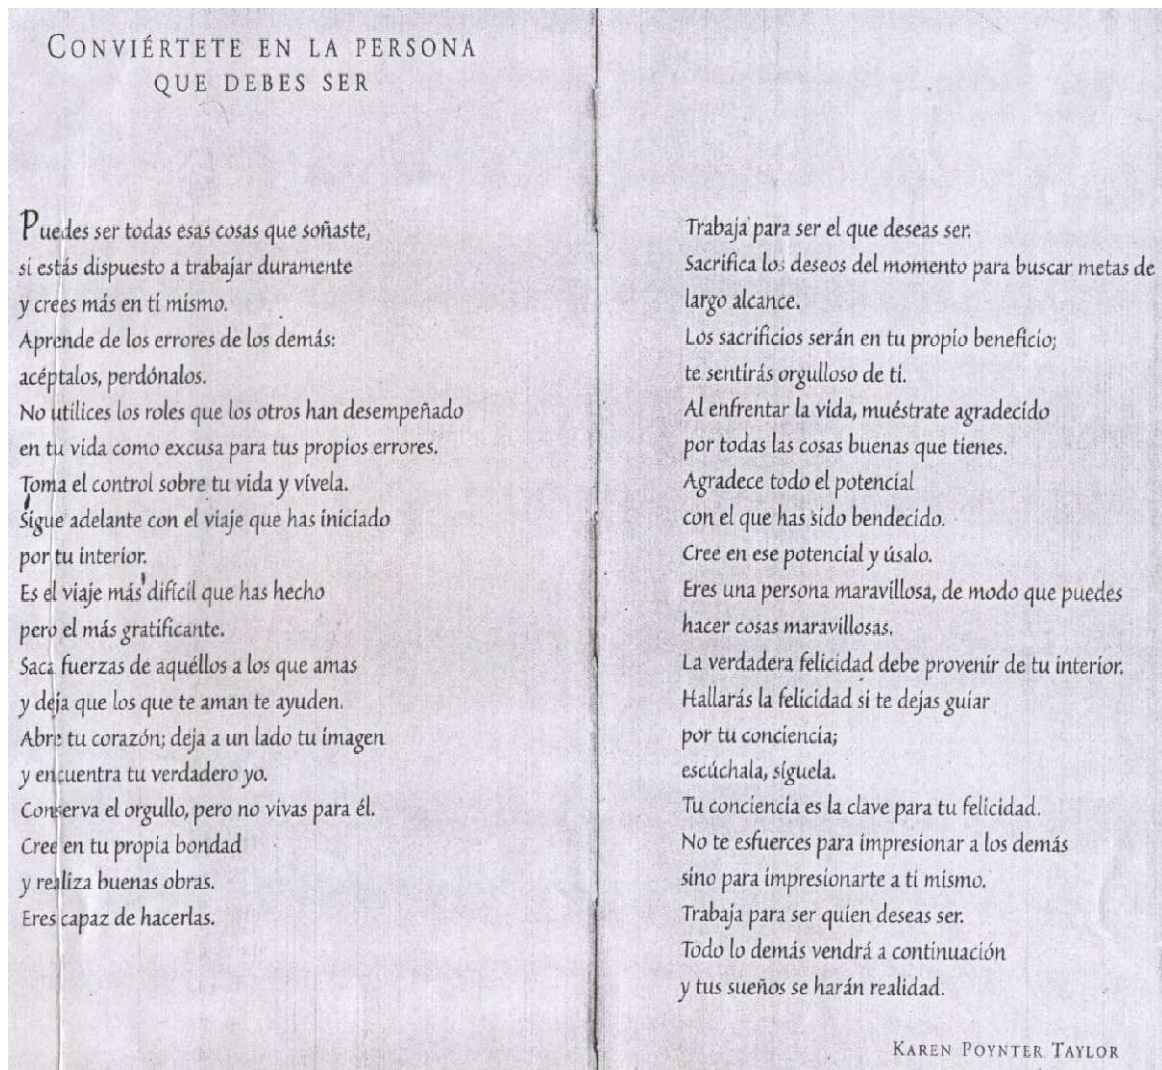 CONVIÉRTETE EN LA PERSONA
QUE DEBES SER
Puedes ser todas esas cosas que soñaste,
si estás dispuesto a trabajar duramente
y crees más en ti mismo.
Aprende de los errores de los demás:
acéptalos, perdónalos.
No utilices los roles que los otros han desempeñado
en tu vida como excusa para tus propios errores.
Toma el control sobre tu vida y vívela.
Sigue adelante con el viaje que has iniciado
por tu interior.
Es el viaje más difícil que has hecho
pero el más gratificante.
Saca fuerzas de aquéllos a los que amas
y deja que los que te aman te ayuden.
Abre tu corazón; deja a un lado tu imagen
y encuentra tu verdadero yo.
Conserva el orgullo, pero no vivas para él.
Cree en tu propia bondad
y realiza buenas obras.
Eres capaz de hacerlas.
Trabaja para ser el que deseas ser.
Sacrifica los deseos del momento para buscar metas de
largo alcance.
Los sacrificios serán en tu propio beneficio;
te sentirás orgulloso de ti.
Al enfrentar la vida, muéstrate agradecido
por todas las cosas buenas que tienes.
Agradece todo el potencial
con el que has sido bendecido.
Cree en ese potencial y úsalo.
Eres una persona maravillosa, de modo que puedes
hacer cosas maravillosas.
La verdadera felicidad debe provenir de tu interior.
Hallarás la felicidad si te dejas guiar
por tu conciencia;
escúchala, síguela.
Tu conciencia es la clave para tu felicidad.
No te esfuerces para impresionar a los demás
sino para impresionarte a ti mismo.
Trabaja para ser quien deseas ser.
Todo lo demás vendrá a continuación
y tus sueños se harán realidad.
KAREN POYNTER TAYLOR